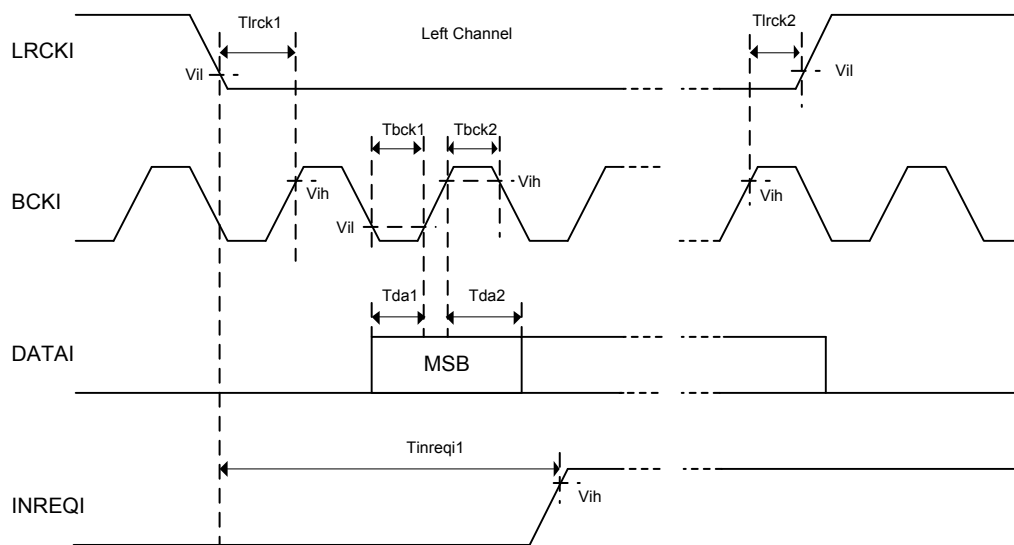 Tlrck1
Tlrck2
Left Channel
LRCKI
Vil
Vil
Tbck1
Tbck2
BCKI
Vih
Vih
Vih
Vil
Tda1
Tda2
DATAI
MSB
Tinreqi1
INREQI
Vih